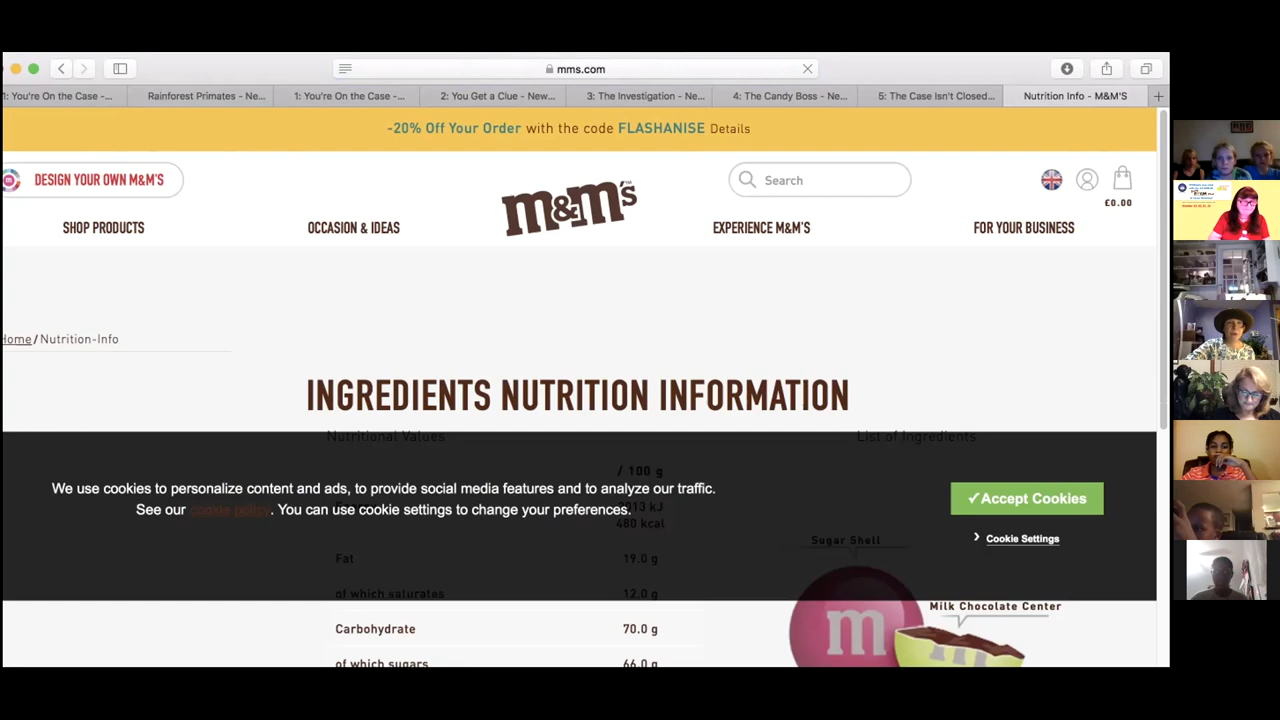 mms.com
1: You're On the Case -...
Rainforest Primates - Ne...
1: You're On the Case -...
2: You Get a Clue - New...
3: The Investigation - Ne...
4: The Candy Boss - Ne...
5: The Case Isn't Closed...
Nutrition Info - M&M'S
-20% Off Your Order with the code FLASHANISE Details
DESIGN YOUR OWN M&M'S
m&m's™
Search
£0.00
SHOP PRODUCTS
OCCASION & IDEAS
EXPERIENCE M&M'S
FOR YOUR BUSINESS
Home / Nutrition-Info
INGREDIENTS NUTRITION INFORMATION
Nutritional Values
List of Ingredients
/ 100 g
We use cookies to personalize content and ads, to provide social media features and to analyze our traffic.
See our cookie policy. You can use cookie settings to change your preferences.
✓Accept Cookies
Cookie Settings
480 kcal
Sugar Shell
Fat
19.0 g
of which saturates
12.0 g
Milk Chocolate Center
Carbohydrate
70.0 g
of which sugars
66.0 g
m